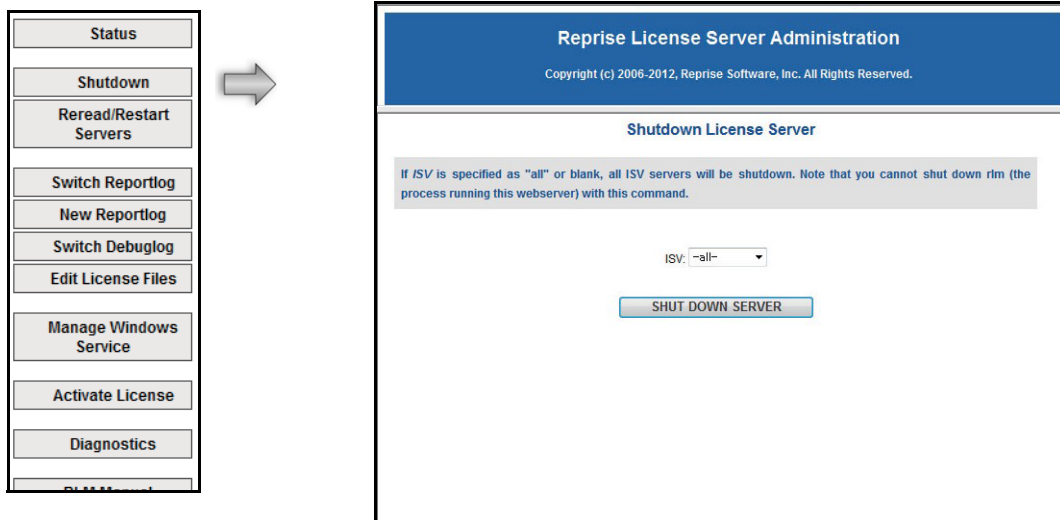 Status
Shutdown
Reread/Restart
Servers
Switch Reportlog
New Reportlog
Switch Debuglog
Edit License Files
Manage Windows
Service
Activate License
Diagnostics
RLM Manual
Reprise License Server Administration
Copyright (c) 2006-2012, Reprise Software, Inc. All Rights Reserved.
Shutdown License Server
If ISV is specified as "all" or blank, all ISV servers will be shutdown. Note that you cannot shut down rlm (the
process running this webserver) with this command.
ISV: -all-
SHUT DOWN SERVER